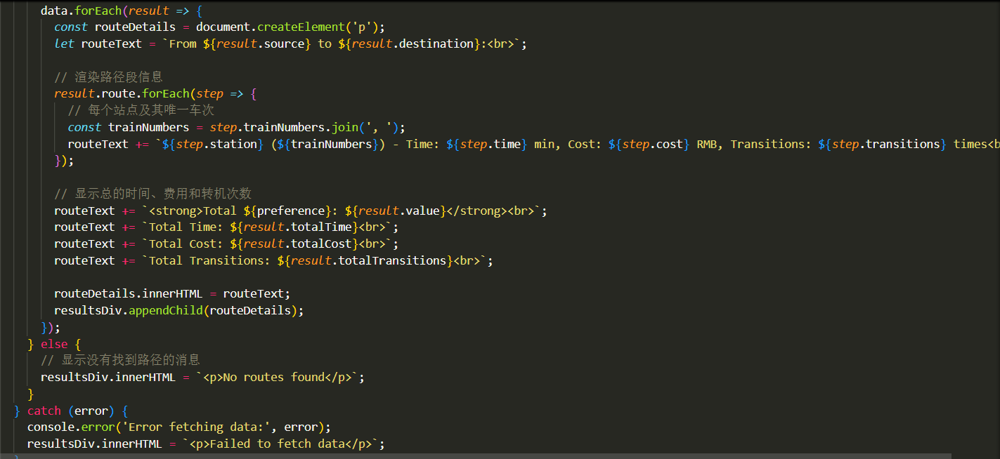 data.forEach(result => {
const routeDetails = document.createElement('p');
let routeText = `From ${result.source} to ${result.destination}:<br>`;
// 渲染路径段信息
result.route.forEach(step => {
// 每个站点及其唯一车次
const trainNumbers = step.trainNumbers.join(', ');
routeText += `${step.station} (${trainNumbers}) - Time: ${step.time} min, Cost: ${step.cost} RMB, Transitions: ${step.transitions} times<b
});
// 显示总的时间、费用和转机次数
routeText += `<strong>Total ${preference}: ${result.value}</strong><br>`;
routeText += `Total Time: ${result.totalTime}<br>`;
routeText += `Total Cost: ${result.totalCost}<br>`;
routeText += `Total Transitions: ${result.totalTransitions}<br>`;
routeDetails.innerHTML = routeText;
resultsDiv.appendChild(routeDetails);
});
} else {
// 显示没有找到路径的消息
resultsDiv.innerHTML = `<p>No routes found</p>`;
}
} catch (error) {
console.error('Error fetching data:', error);
resultsDiv.innerHTML = `<p>Failed to fetch data</p>`;